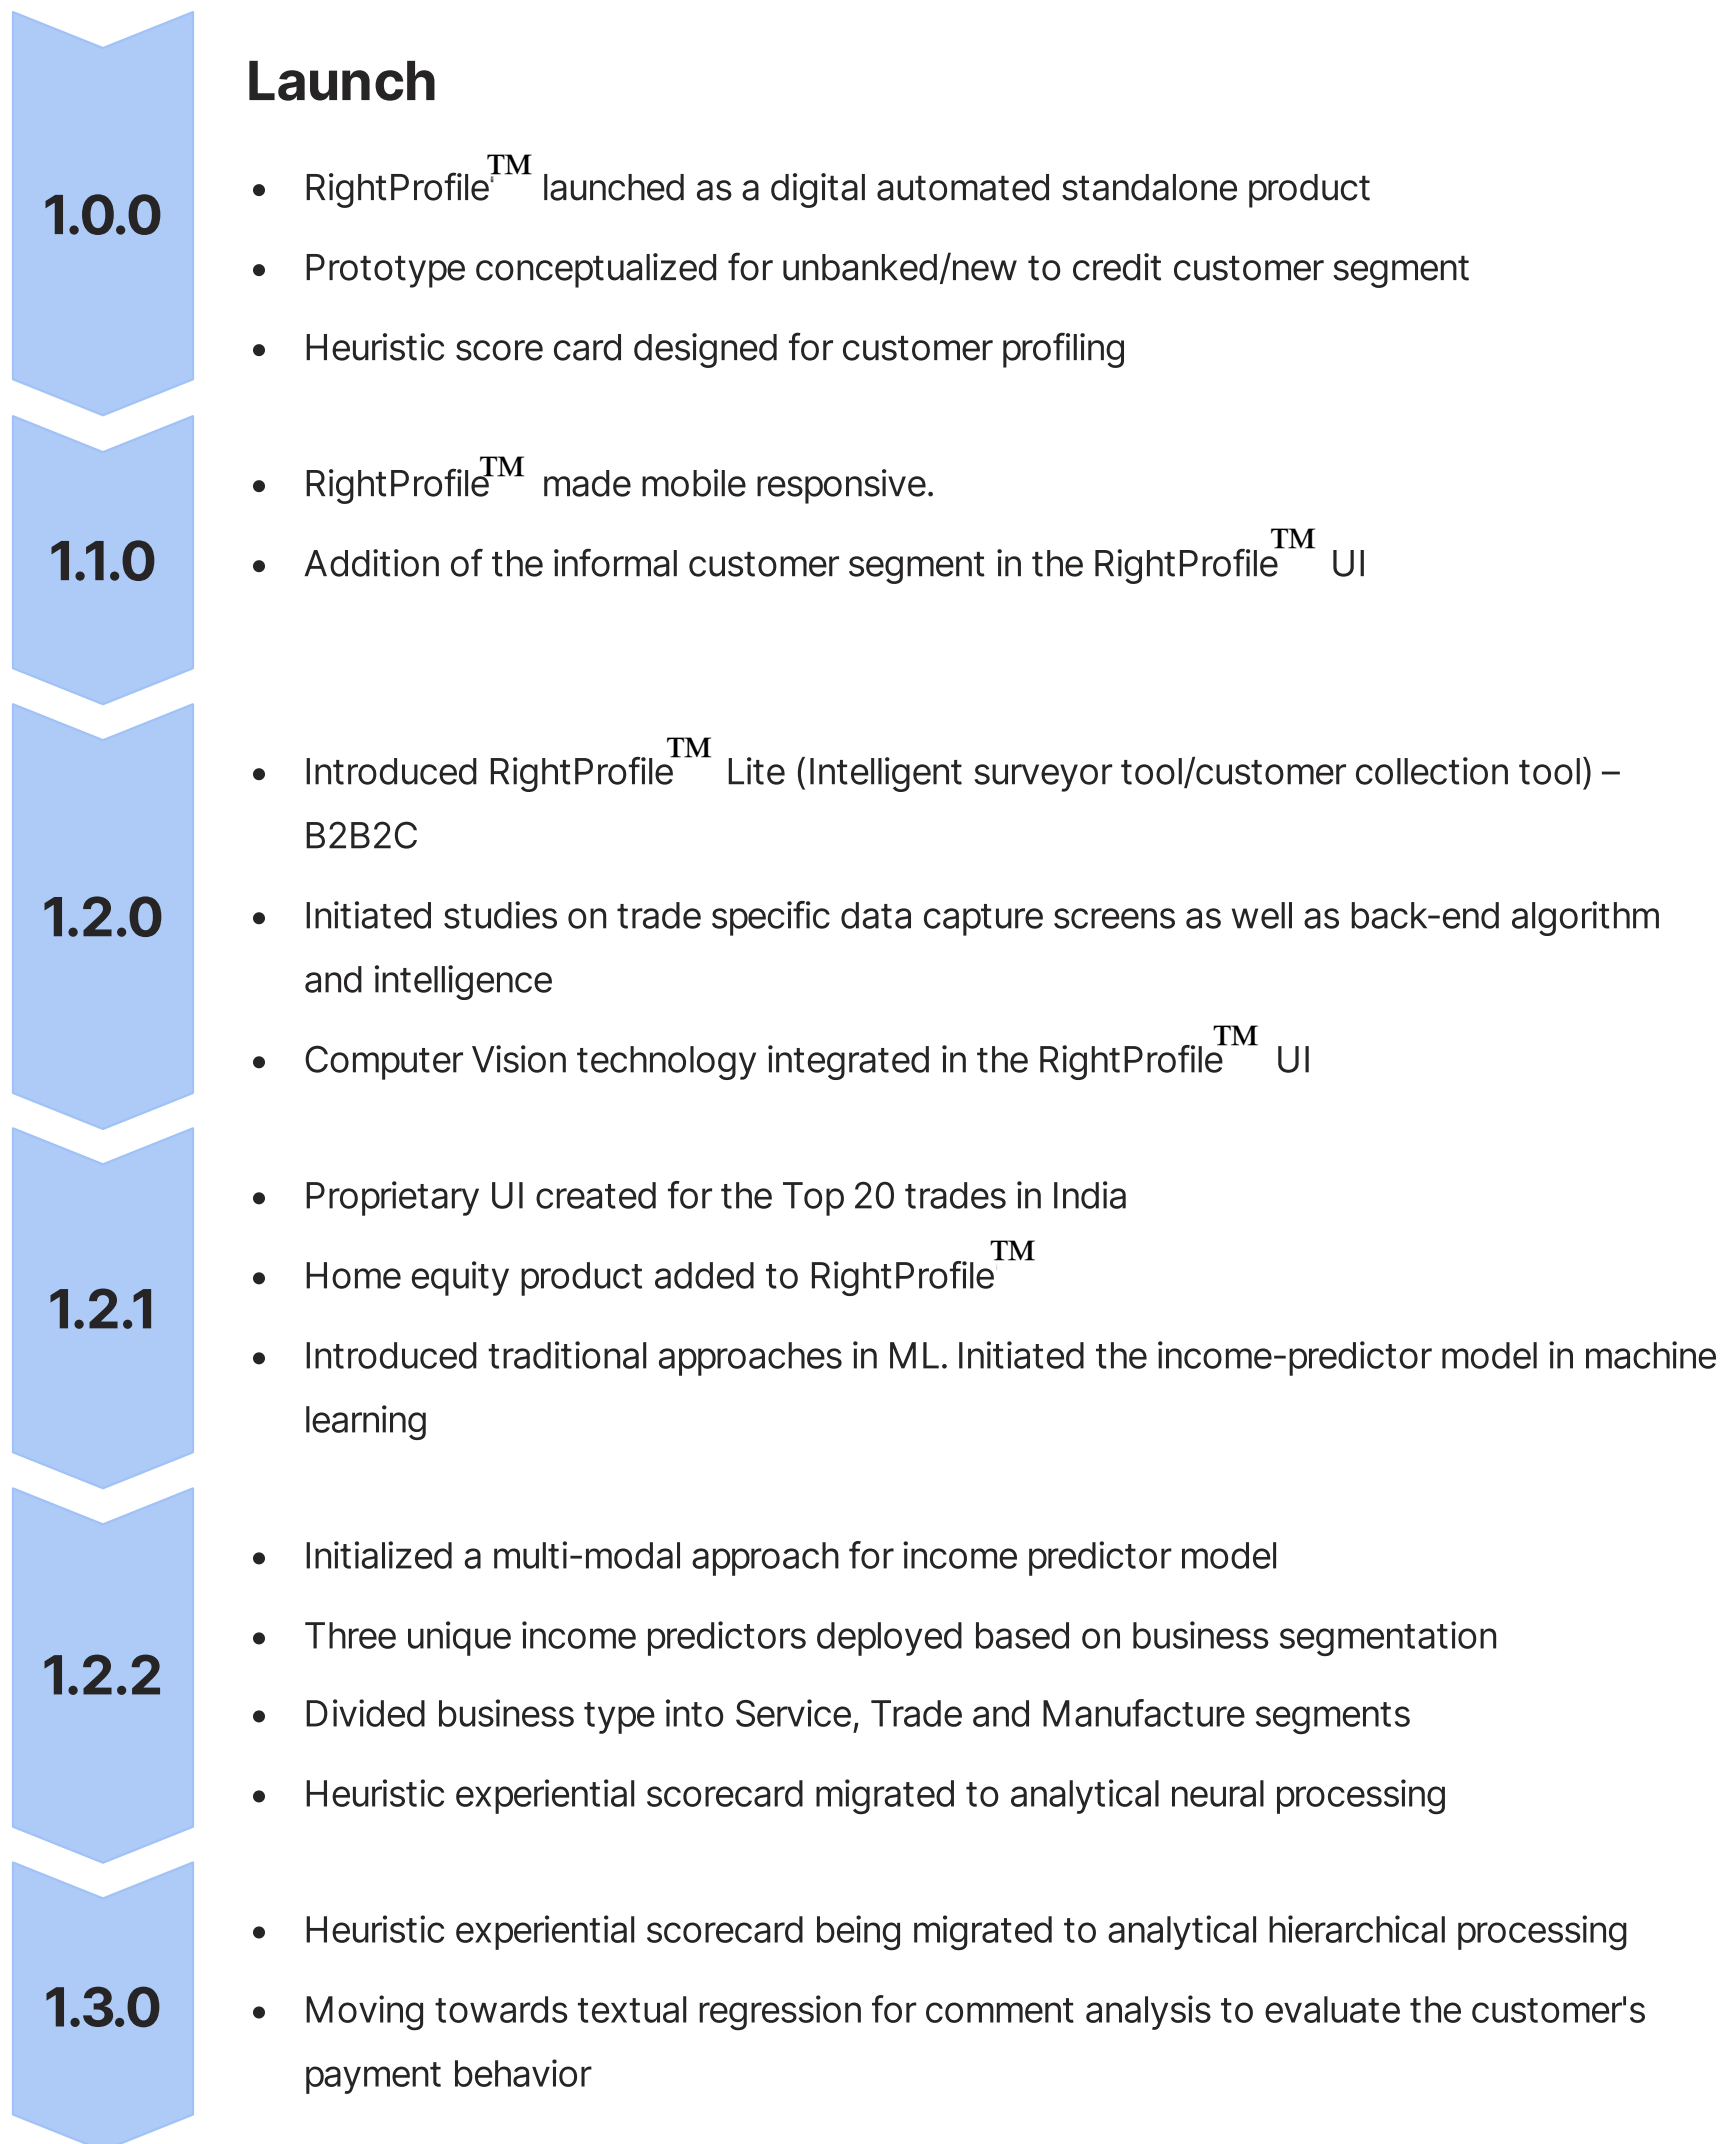 Launch
1.0.0
• RightProfile™ launched as a digital automated standalone product
• Prototype conceptualized for unbanked/new to credit customer segment
• Heuristic score card designed for customer profiling
1.1.0
• RightProfile™ made mobile responsive.
• Addition of the informal customer segment in the RightProfile™ UI
1.2.0
• Introduced RightProfile™ Lite (Intelligent surveyor tool/customer collection tool) –
B2B2C
• Initiated studies on trade specific data capture screens as well as back-end algorithm
and intelligence
• Computer Vision technology integrated in the RightProfile™ UI
1.2.1
• Proprietary UI created for the Top 20 trades in India
• Home equity product added to RightProfile™
• Introduced traditional approaches in ML. Initiated the income-predictor model in machine
learning
1.2.2
• Initialized a multi-modal approach for income predictor model
• Three unique income predictors deployed based on business segmentation
• Divided business type into Service, Trade and Manufacture segments
• Heuristic experiential scorecard migrated to analytical neural processing
1.3.0
• Heuristic experiential scorecard being migrated to analytical hierarchical processing
• Moving towards textual regression for comment analysis to evaluate the customer's
payment behavior